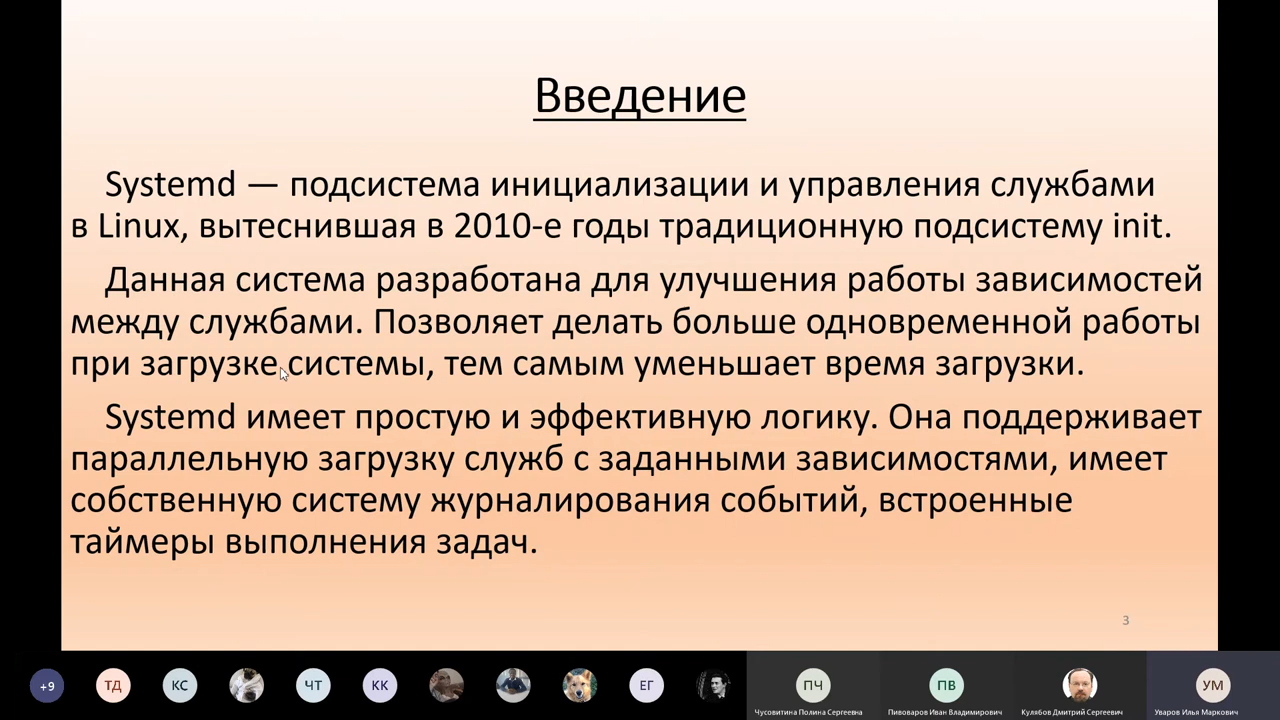 Введение
Systemd — подсистема инициализации и управления службами
в Linux, вытеснившая в 2010-е годы традиционную подсистему init.
Данная система разработана для улучшения работы зависимостей
между службами. Позволяет делать больше одновременной работы
при загрузке системы, тем самым уменьшает время загрузки.
Systemd имеет простую и эффективную логику. Она поддерживает
параллельную загрузку служб с заданными зависимостями, имеет
собственную систему журналирования событий, встроенные
таймеры выполнения задач.
3
+9 ТД КС ЧТ КК ЕГ ПЧ ПВ УМ
Чусовитина Полина Сергеевна Пивоваров Иван Владимирович Кулябов Дмитрий Сергеевич Уваров Илья Маркович